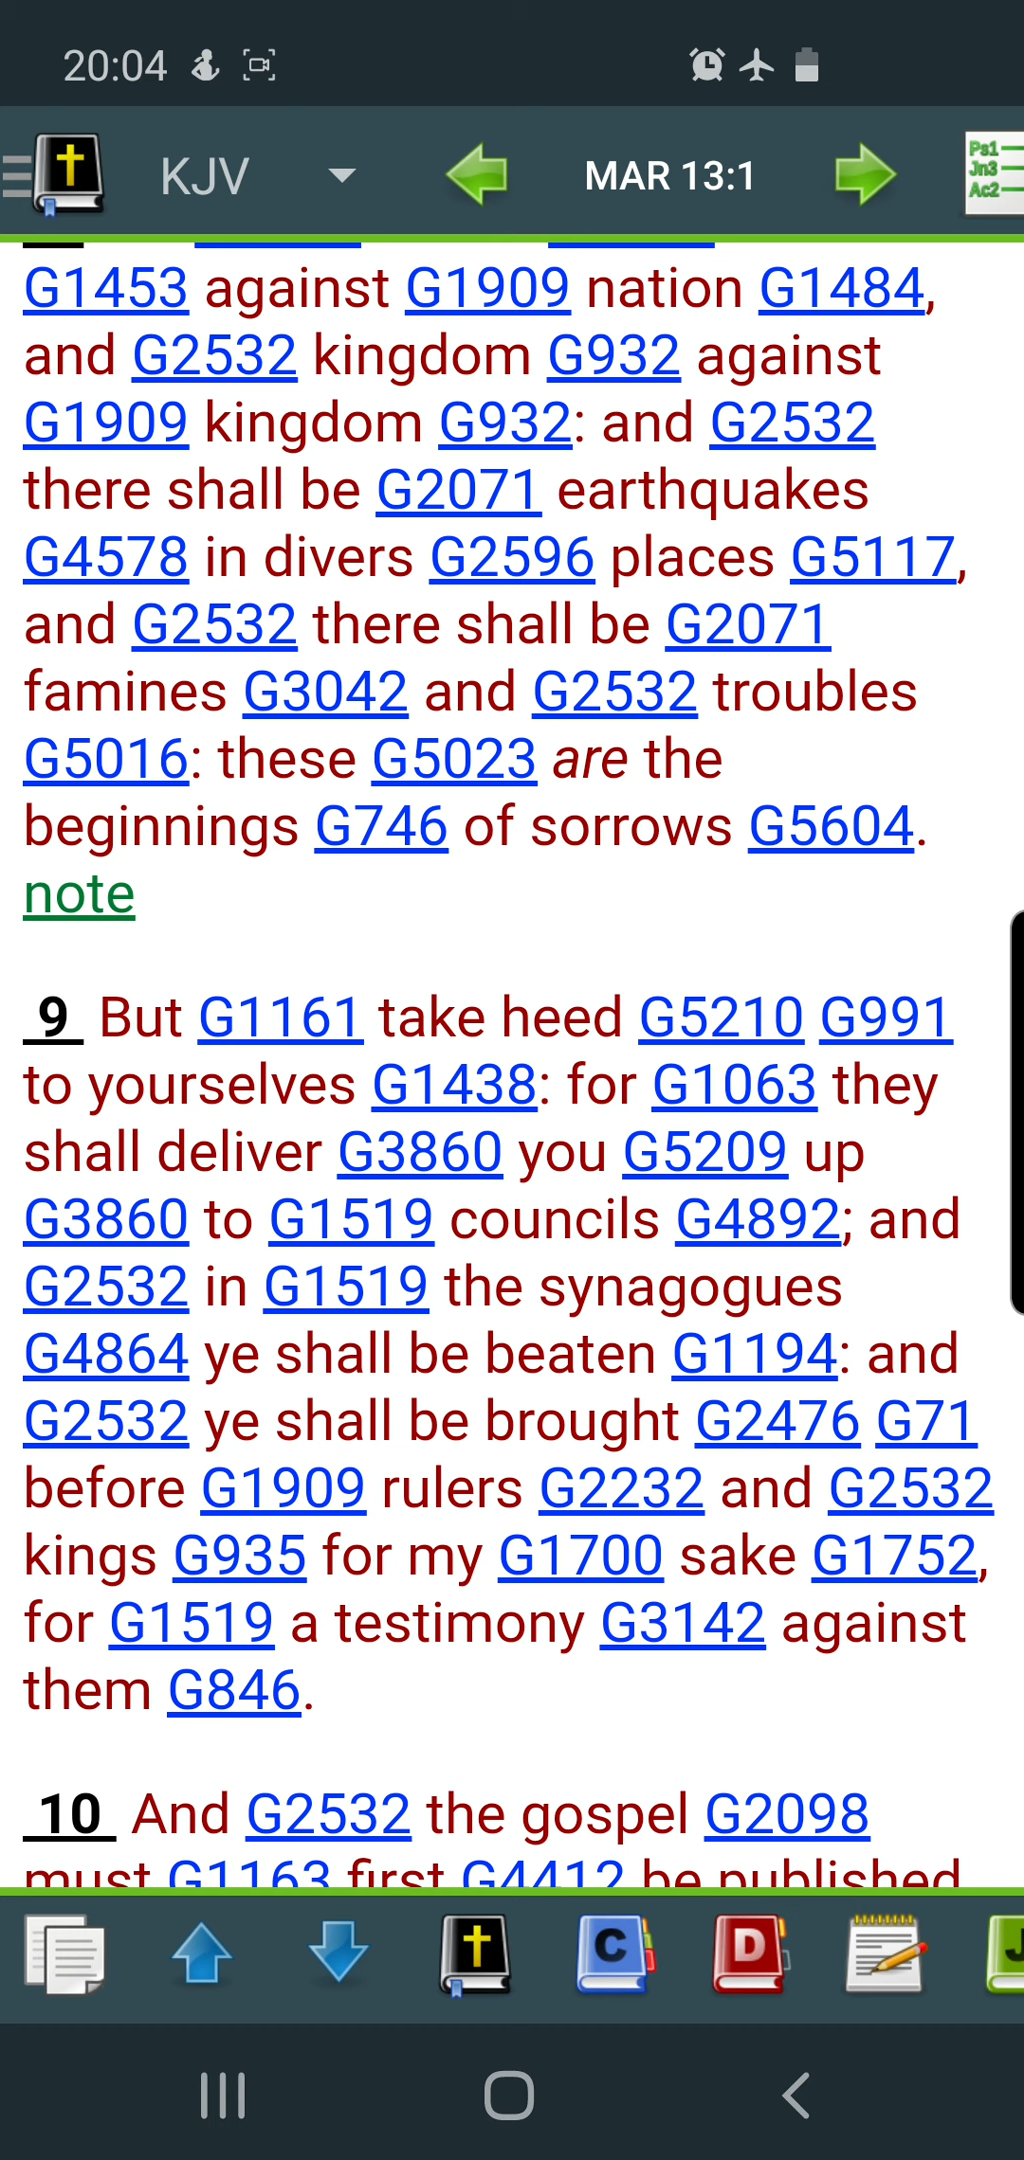 20:04
KJV MAR 13:1
Ps1
Jn3
Ac2
G1453 against G1909 nation G1484,
and G2532 kingdom G932 against
G1909 kingdom G932: and G2532
there shall be G2071 earthquakes
G4578 in divers G2596 places G5117,
and G2532 there shall be G2071
famines G3042 and G2532 troubles
G5016: these G5023 are the
beginnings G746 of sorrows G5604.
note
9 But G1161 take heed G5210 G991
to yourselves G1438: for G1063 they
shall deliver G3860 you G5209 up
G3860 to G1519 councils G4892; and
G2532 in G1519 the synagogues
G4864 ye shall be beaten G1194: and
G2532 ye shall be brought G2476 G71
before G1909 rulers G2232 and G2532
kings G935 for my G1700 sake G1752,
for G1519 a testimony G3142 against
them G846.
10 And G2532 the gospel G2098
must G1163 first G4412 be published
C D J